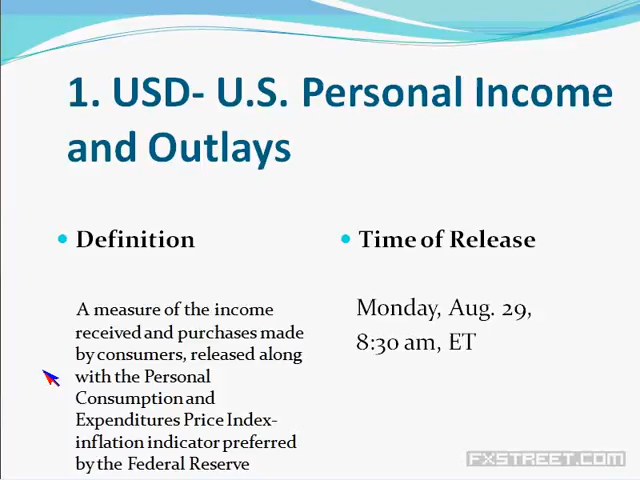 1. USD- U.S. Personal Income
and Outlays
Definition
A measure of the income
received and purchases made
by consumers, released along
with the Personal
Consumption and
Expenditures Price Index-
inflation indicator preferred
by the Federal Reserve
Time of Release
Monday, Aug. 29,
8:30 am, ET
FXSTREET.COM